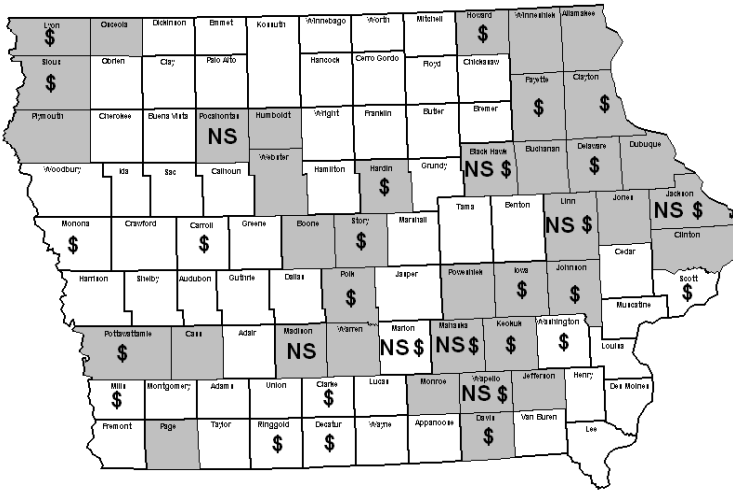 Lyon Osceola Dickinson Emmet Kossuth Winnebago Worth Mitchell Howard Winneshiek Allamakee
$ $
Sioux Obrien Clay Palo Alto Hancock Cerro Gordo Floyd Chickasaw
$
Fayette Clayton
$ $
Plymouth Cherokee Buena Vista Pocahontas Humboldt Wright Franklin Butler Bremer
NS
Webster
Woodbury Ida Sac Calhoun Hamilton Hardin Grundy Black Hawk Buchanan Delaware Dubuque
$ NS $ $
Monona Crawford Carroll Greene Boone Story Marshall Tama Benton Linn Jones Jackson
$ $ $ NS $ NS $
Clinton
Cedar
Harrison Shelby Audubon Guthrie Dallas Polk Jasper Poweshiek Iowa Johnson Scott
$ $ $ $
Muscatine
Pottawattamie Cass Adair Madison Warren Marion Mahaska Keokuk Washington
$ NS NS $ NS $ $ $
Louisa
Mills Montgomery Adams Union Clarke Lucas Monroe Wapello Jefferson Henry Des Moines
$ $ NS $
Fremont Page Taylor Ringgold Decatur Wayne Appanoose Davis Van Buren Lee
$ $ $